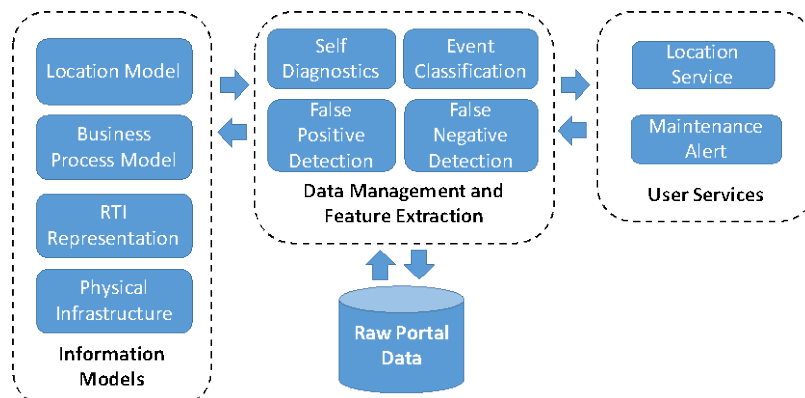 Location Model
Business
Process Model
RTI
Representation
Physical
Infrastructure
Information
Models
Self
Diagnostics
Event
Classification
False
Positive
Detection
False
Negative
Detection
Data Management and
Feature Extraction
Raw Portal
Data
Location
Service
Maintenance
Alert
User Services